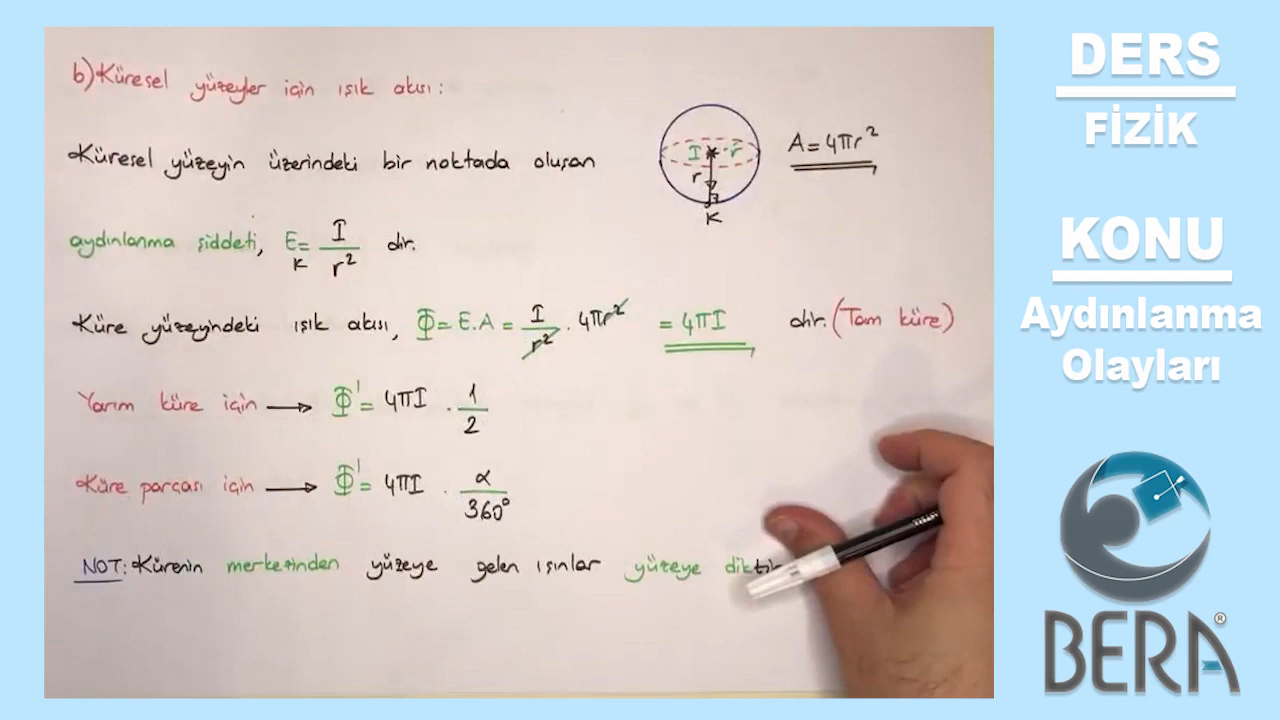 b) Küresel yüzeyler için ışık akısı:
I r
r
K
A = 4πr²
Küresel yüzeyin üzerindeki bir noktada oluşan
aydınlanma şiddeti, E_K = I / r² dir.
Küre yüzeyindeki ışık akısı, Φ = E.A = I / r² . 4πr² = 4πI dir. (Tam küre)
Yarım küre için → Φ' = 4πI . 1 / 2
Küre parçası için → Φ' = 4πI . α / 360°
NOT: Kürenin merkezinden yüzeye gelen ışınlar yüzeye diktir
DERS
FİZİK
KONU
Aydınlanma
Olayları
BERA®